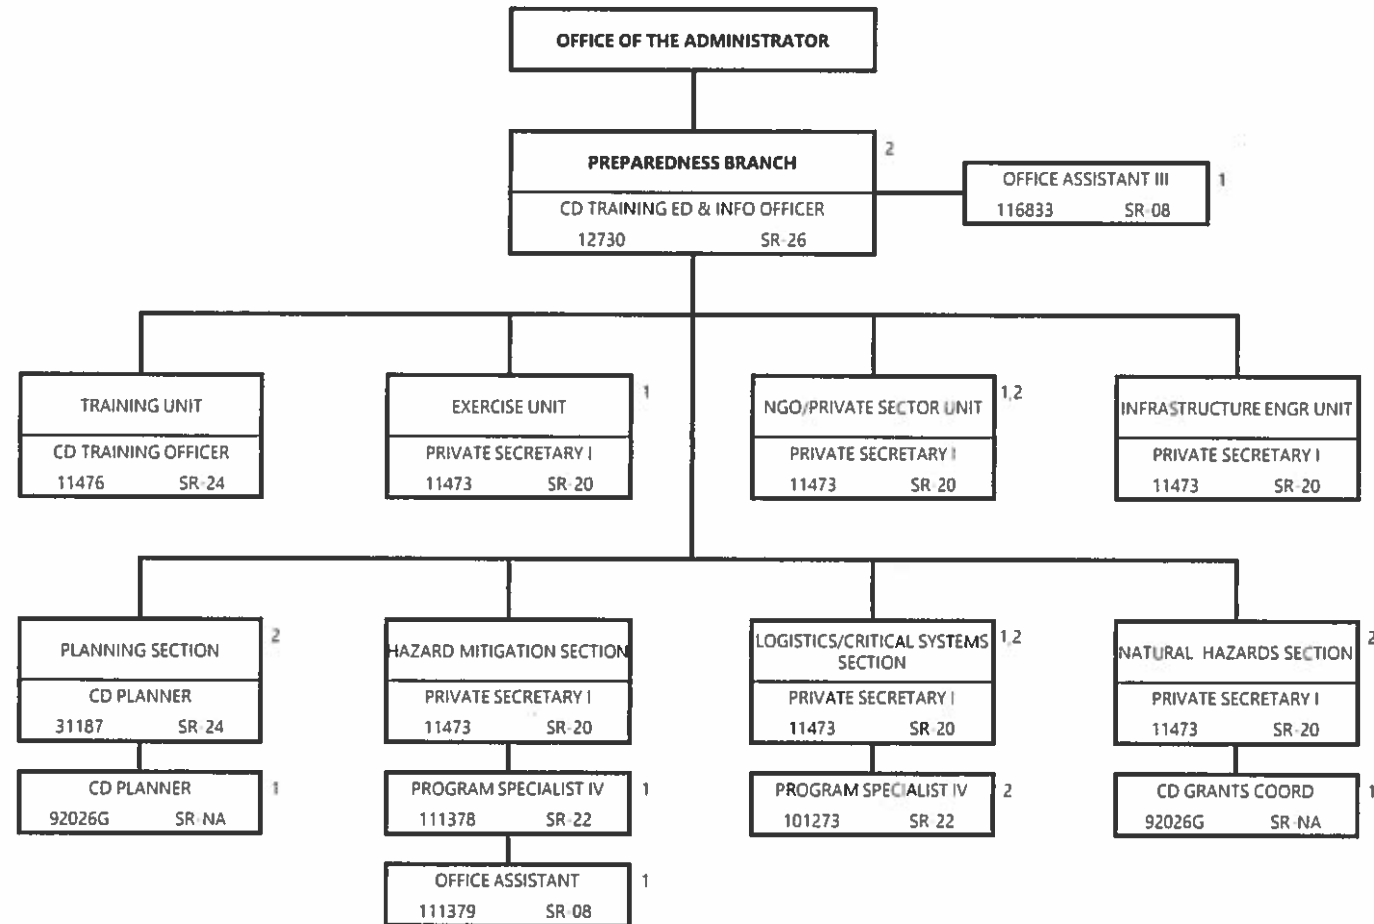 OFFICE OF THE ADMINISTRATOR
PREPAREDNESS BRANCH 2
CD TRAINING ED & INFO OFFICER
12730 SR-26
OFFICE ASSISTANT III 1
116833 SR-08
TRAINING UNIT
CD TRAINING OFFICER
11476 SR-24
EXERCISE UNIT 1
PRIVATE SECRETARY I
11473 SR-20
NGO/PRIVATE SECTOR UNIT 1,2
PRIVATE SECRETARY I
11473 SR-20
INFRASTRUCTURE ENGR UNIT
PRIVATE SECRETARY I
11473 SR-20
PLANNING SECTION 2
CD PLANNER
31187 SR-24
CD PLANNER 1
92026G SR-NA
HAZARD MITIGATION SECTION
PRIVATE SECRETARY I
11473 SR-20
PROGRAM SPECIALIST IV 1
111378 SR-22
OFFICE ASSISTANT 1
111379 SR-08
LOGISTICS/CRITICAL SYSTEMS 1,2
SECTION
PRIVATE SECRETARY I
11473 SR-20
PROGRAM SPECIALIST IV 2
101273 SR-22
NATURAL HAZARDS SECTION 2
PRIVATE SECRETARY I
11473 SR-20
CD GRANTS COORD 1
92026G SR-NA